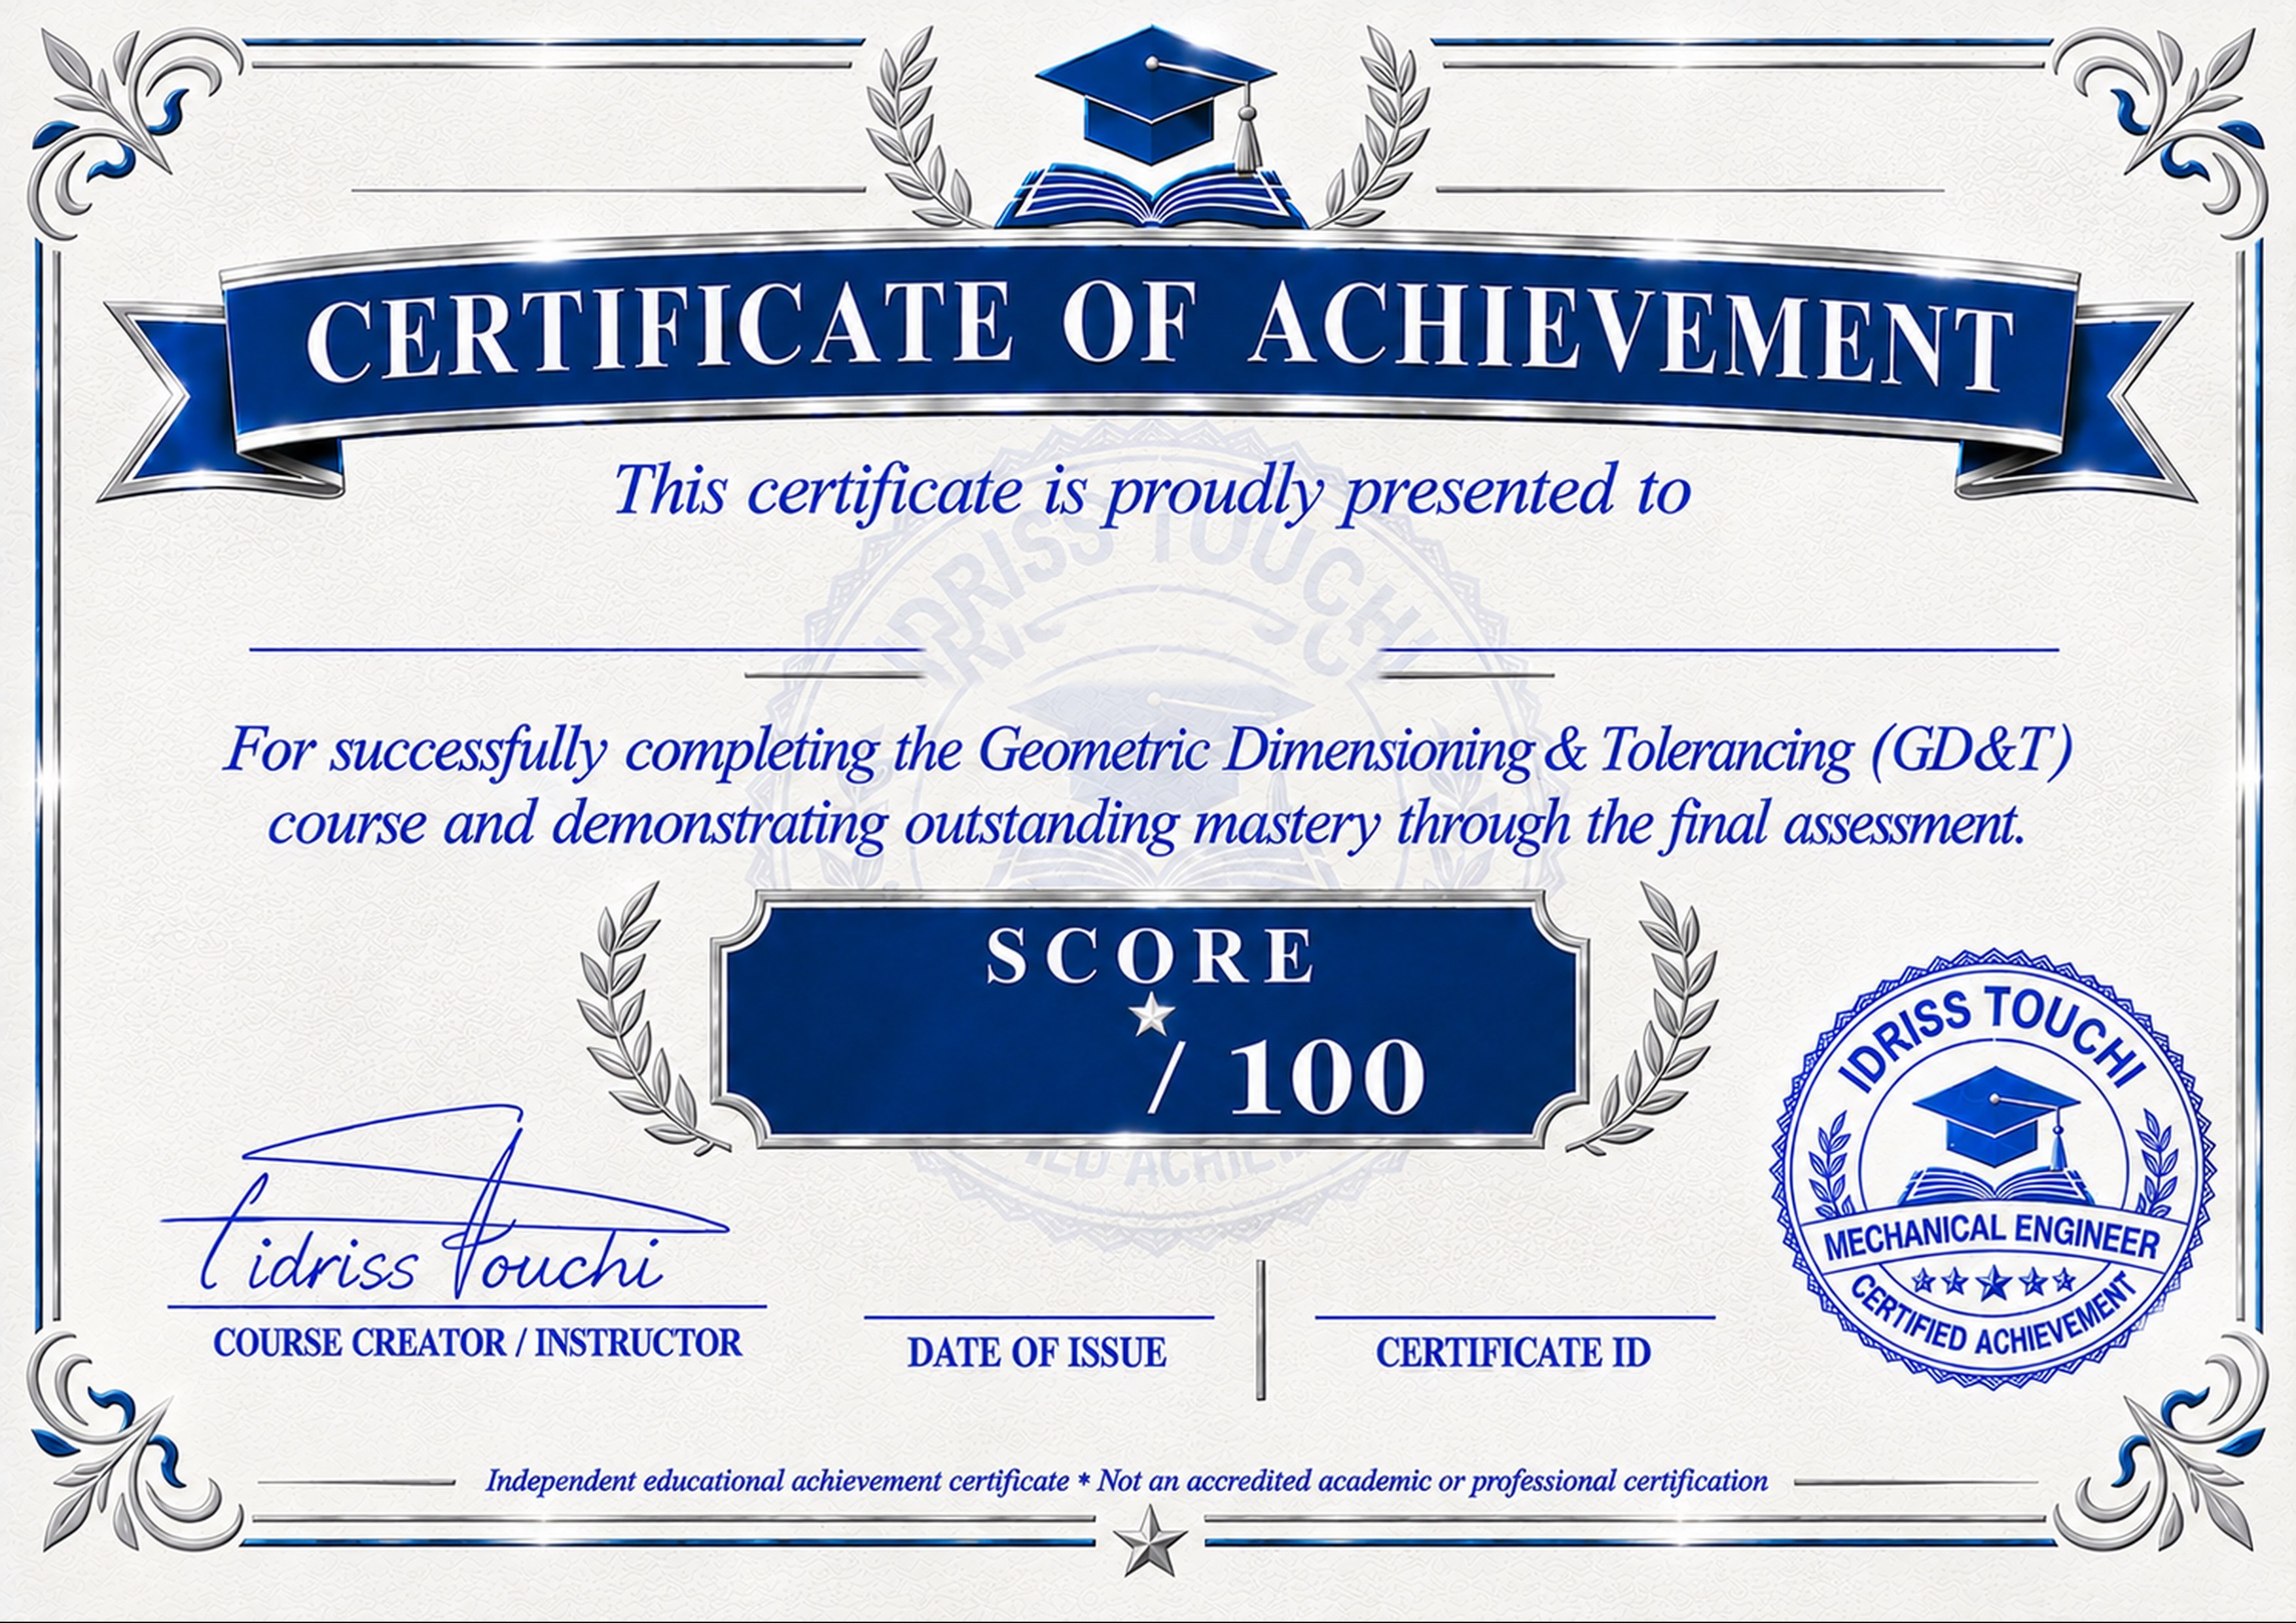 CERTIFICATE OF ACHIEVEMENT
This certificate is proudly presented to
IDRISS TOUCHI
For successfully completing the Geometric Dimensioning & Tolerancing (GD&T)
course and demonstrating outstanding mastery through the final assessment.
SCORE
/ 100
idriss Touchi
COURSE CREATOR / INSTRUCTOR
DATE OF ISSUE
CERTIFICATE ID
IDRISS TOUCHI
MECHANICAL ENGINEER
CERTIFIED ACHIEVEMENT
Independent educational achievement certificate * Not an accredited academic or professional certification